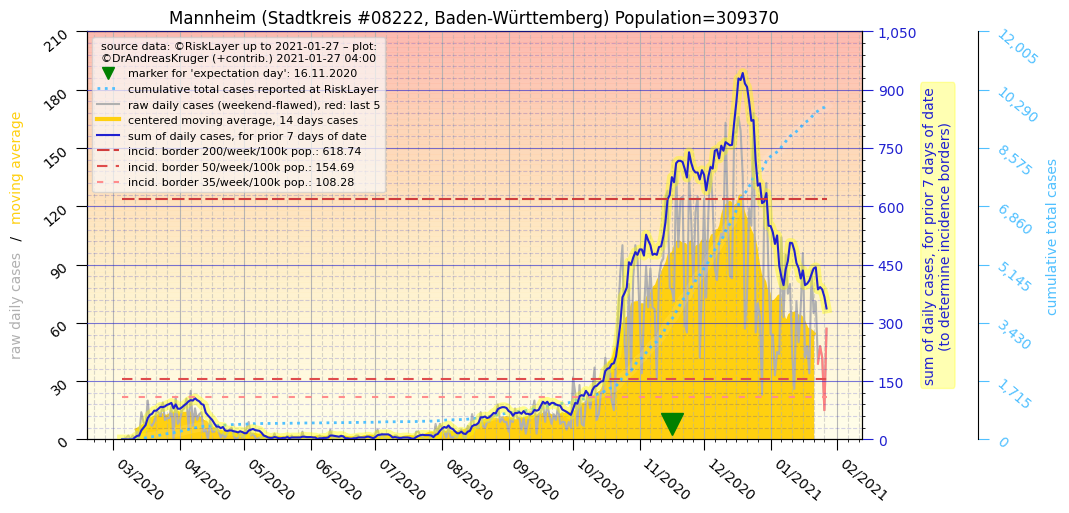 Mannheim (Stadtkreis #08222, Baden-Württemberg) Population=309370
source data: ©RiskLayer up to 2021-01-27 – plot:
©DrAndreasKruger (+contrib.) 2021-01-27 04:00
marker for 'expectation day': 16.11.2020
cumulative total cases reported at RiskLayer
raw daily cases (weekend-flawed), red: last 5
centered moving average, 14 days cases
sum of daily cases, for prior 7 days of date
incid. border 200/week/100k pop.: 618.74
incid. border 50/week/100k pop.: 154.69
incid. border 35/week/100k pop.: 108.28
raw daily cases / moving average
210
180
150
120
90
60
30
0
03/2020
04/2020
05/2020
06/2020
07/2020
08/2020
09/2020
10/2020
11/2020
12/2020
01/2021
02/2021
1,050
900
750
600
450
300
150
0
sum of daily cases, for prior 7 days of date
(to determine incidence borders)
12,005
10,290
8,575
6,860
5,145
3,430
1,715
0
cumulative total cases